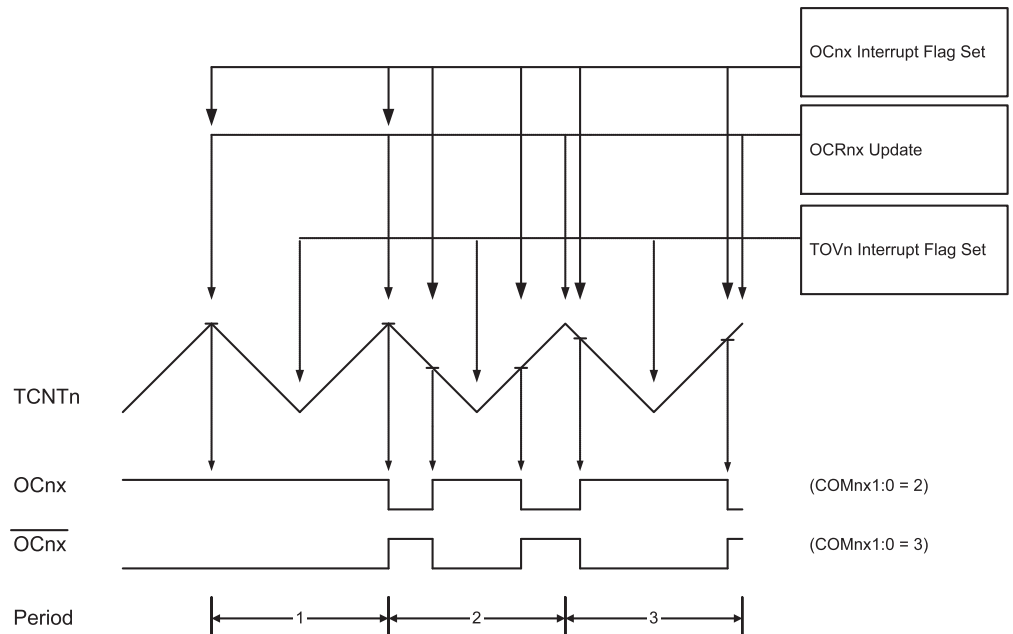 OCnx Interrupt Flag Set
OCRnx Update
TOVn Interrupt Flag Set
TCNTn
OCnx
(COMnx1:0 = 2)
OCnx
(COMnx1:0 = 3)
Period
1
2
3